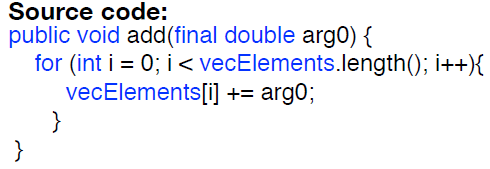 Source code:
public void add(final double arg0) {
for (int i = 0; i < vecElements.length(); i++){
vecElements[i] += arg0;
}
}